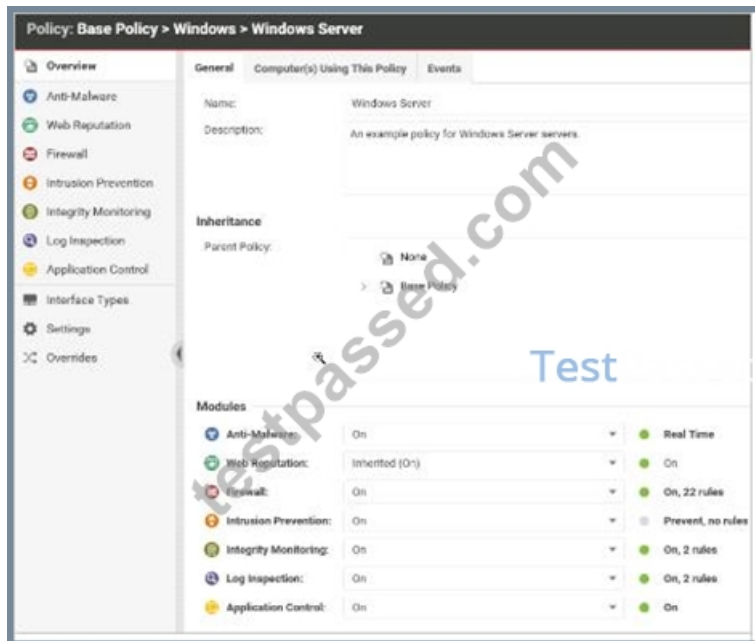 Policy: Base Policy > Windows > Windows Server
Overview
Anti-Malware
Web Reputation
Firewall
Intrusion Prevention
Integrity Monitoring
Log Inspection
Application Control
Interface Types
Settings
Overrides
General Computer(s) Using This Policy Events
Name: Windows Server
Description: An example policy for Windows Server servers.
Inheritance
Parent Policy:
None
> Base Policy
Modules
Anti-Malware: On Real Time
Web Reputation: Inherited (On) On
Firewall: On On, 22 rules
Intrusion Prevention: On Prevent, no rules
Integrity Monitoring: On On, 2 rules
Log Inspection: On On, 2 rules
Application Control: On On
testpassed.com
Test